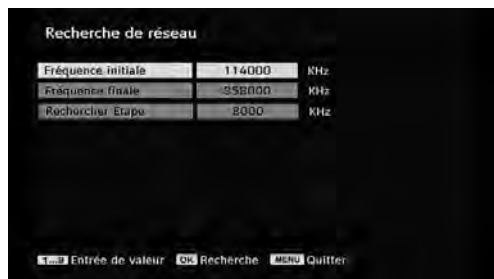 Recherche de réseau
Fréquence initiale 114000 KHz
Fréquence finale 858000 KHz
Rechercher Etape 8000 KHz
1...9 Entrée de valeur OK Recherche MENU Quitter